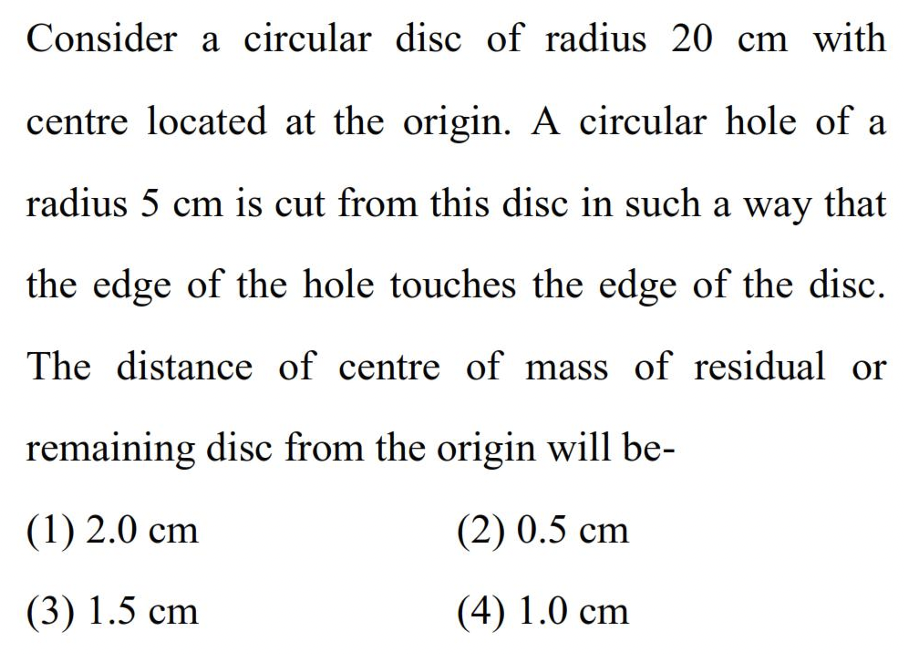 Consider a circular disc of radius 20 cm with
centre located at the origin. A circular hole of a
radius 5 cm is cut from this disc in such a way that
the edge of the hole touches the edge of the disc.
The distance of centre of mass of residual or
remaining disc from the origin will be-
(1) 2.0 cm (2) 0.5 cm
(3) 1.5 cm (4) 1.0 cm